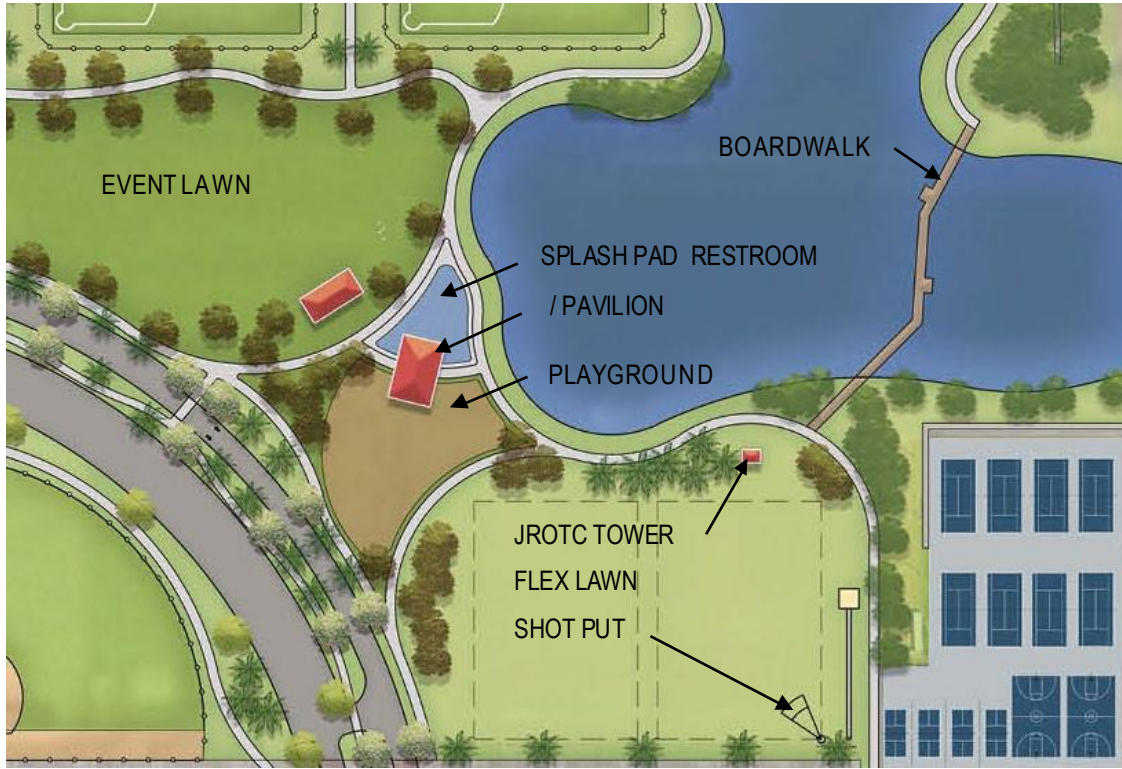 BOARDWALK
EVENT LAWN
SPLASH PAD RESTROOM
/ PAVILION
PLAYGROUND
JROTC TOWER
FLEX LAWN
SHOT PUT